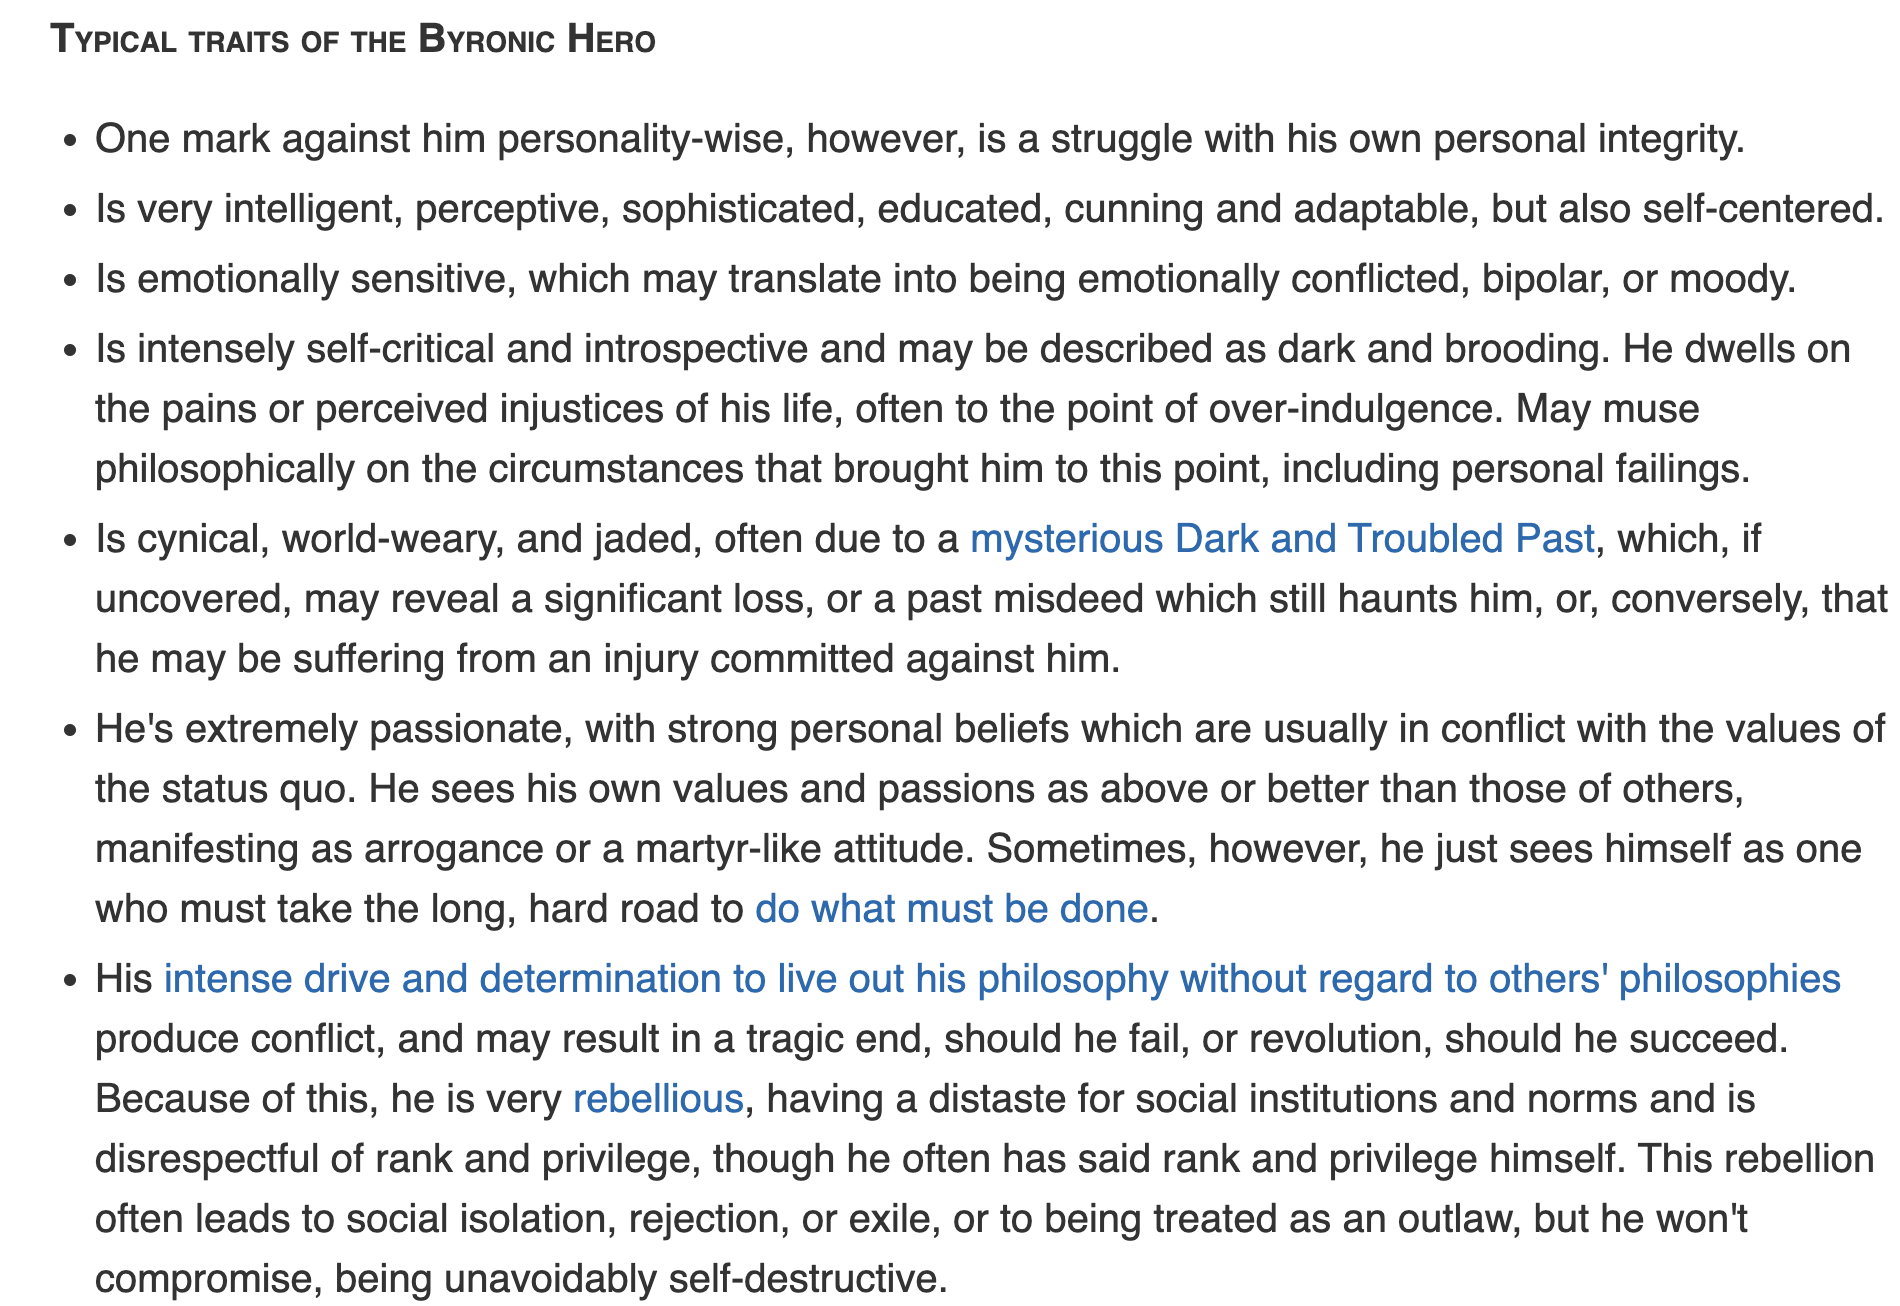 Typical traits of the Byronic Hero
• One mark against him personality-wise, however, is a struggle with his own personal integrity.
• Is very intelligent, perceptive, sophisticated, educated, cunning and adaptable, but also self-centered.
• Is emotionally sensitive, which may translate into being emotionally conflicted, bipolar, or moody.
• Is intensely self-critical and introspective and may be described as dark and brooding. He dwells on
the pains or perceived injustices of his life, often to the point of over-indulgence. May muse
philosophically on the circumstances that brought him to this point, including personal failings.
• Is cynical, world-weary, and jaded, often due to a mysterious Dark and Troubled Past, which, if
uncovered, may reveal a significant loss, or a past misdeed which still haunts him, or, conversely, that
he may be suffering from an injury committed against him.
• He's extremely passionate, with strong personal beliefs which are usually in conflict with the values of
the status quo. He sees his own values and passions as above or better than those of others,
manifesting as arrogance or a martyr-like attitude. Sometimes, however, he just sees himself as one
who must take the long, hard road to do what must be done.
• His intense drive and determination to live out his philosophy without regard to others' philosophies
produce conflict, and may result in a tragic end, should he fail, or revolution, should he succeed.
Because of this, he is very rebellious, having a distaste for social institutions and norms and is
disrespectful of rank and privilege, though he often has said rank and privilege himself. This rebellion
often leads to social isolation, rejection, or exile, or to being treated as an outlaw, but he won't
compromise, being unavoidably self-destructive.